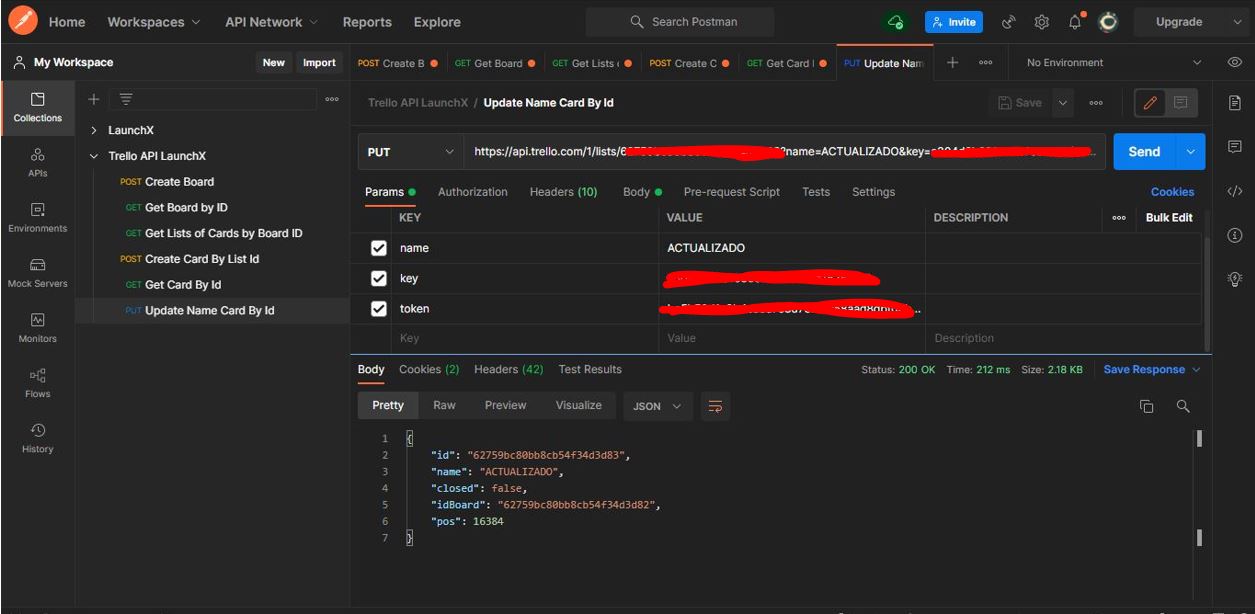 Home Workspaces API Network Reports Explore Search Postman Invite Upgrade
My Workspace New Import POST Create B GET Get Board GET Get Lists POST Create C GET Get Card PUT Update Nam No Environment
Collections
APIs
Environments
Mock Servers
Monitors
Flows
History
LaunchX
Trello API LaunchX
POST Create Board
GET Get Board by ID
GET Get Lists of Cards by Board ID
POST Create Card By List Id
GET Get Card By Id
PUT Update Name Card By Id
Trello API LaunchX / Update Name Card By Id Save
PUT https://api.trello.com/1/lists/ ?name=ACTUALIZADO&key= Send
Params Authorization Headers (10) Body Pre-request Script Tests Settings Cookies
KEY VALUE DESCRIPTION Bulk Edit
name ACTUALIZADO
key
token
Key Value Description
Body Cookies (2) Headers (42) Test Results Status: 200 OK Time: 212 ms Size: 2.18 KB Save Response
Pretty Raw Preview Visualize JSON
1 {
2 "id": "62759bc80bb8cb54f34d3d83",
3 "name": "ACTUALIZADO",
4 "closed": false,
5 "idBoard": "62759bc80bb8cb54f34d3d82",
6 "pos": 16384
7 }